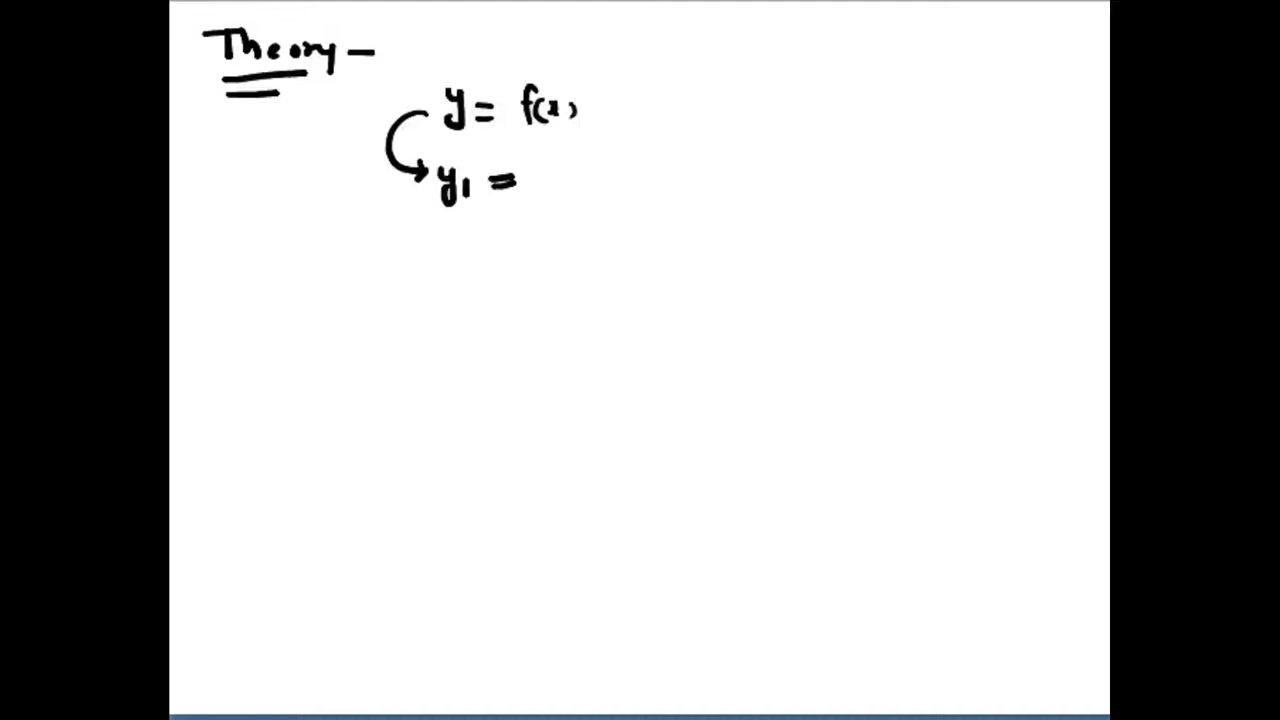 Theory -
y = f(x)
y₁ =